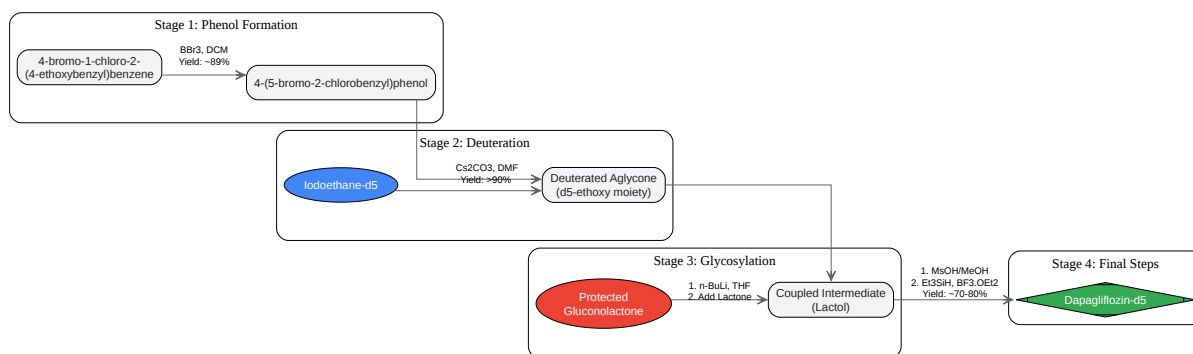 Stage 1: Phenol Formation
4-bromo-1-chloro-2-
(4-ethoxybenzyl)benzene
BBr3, DCM
Yield: ~89%
4-(5-bromo-2-chlorobenzyl)phenol
Stage 2: Deuteration
Iodoethane-d5
Cs2CO3, DMF
Yield: >90%
Deuterated Aglycone
(d5-ethoxy moiety)
Stage 3: Glycosylation
Protected
Gluconolactone
1. n-BuLi, THF
2. Add Lactone
Coupled Intermediate
(Lactol)
1. MsOH/MeOH
2. Et3SiH, BF3.OEt2
Yield: ~70-80%
Stage 4: Final Steps
Dapagliflozin-d5